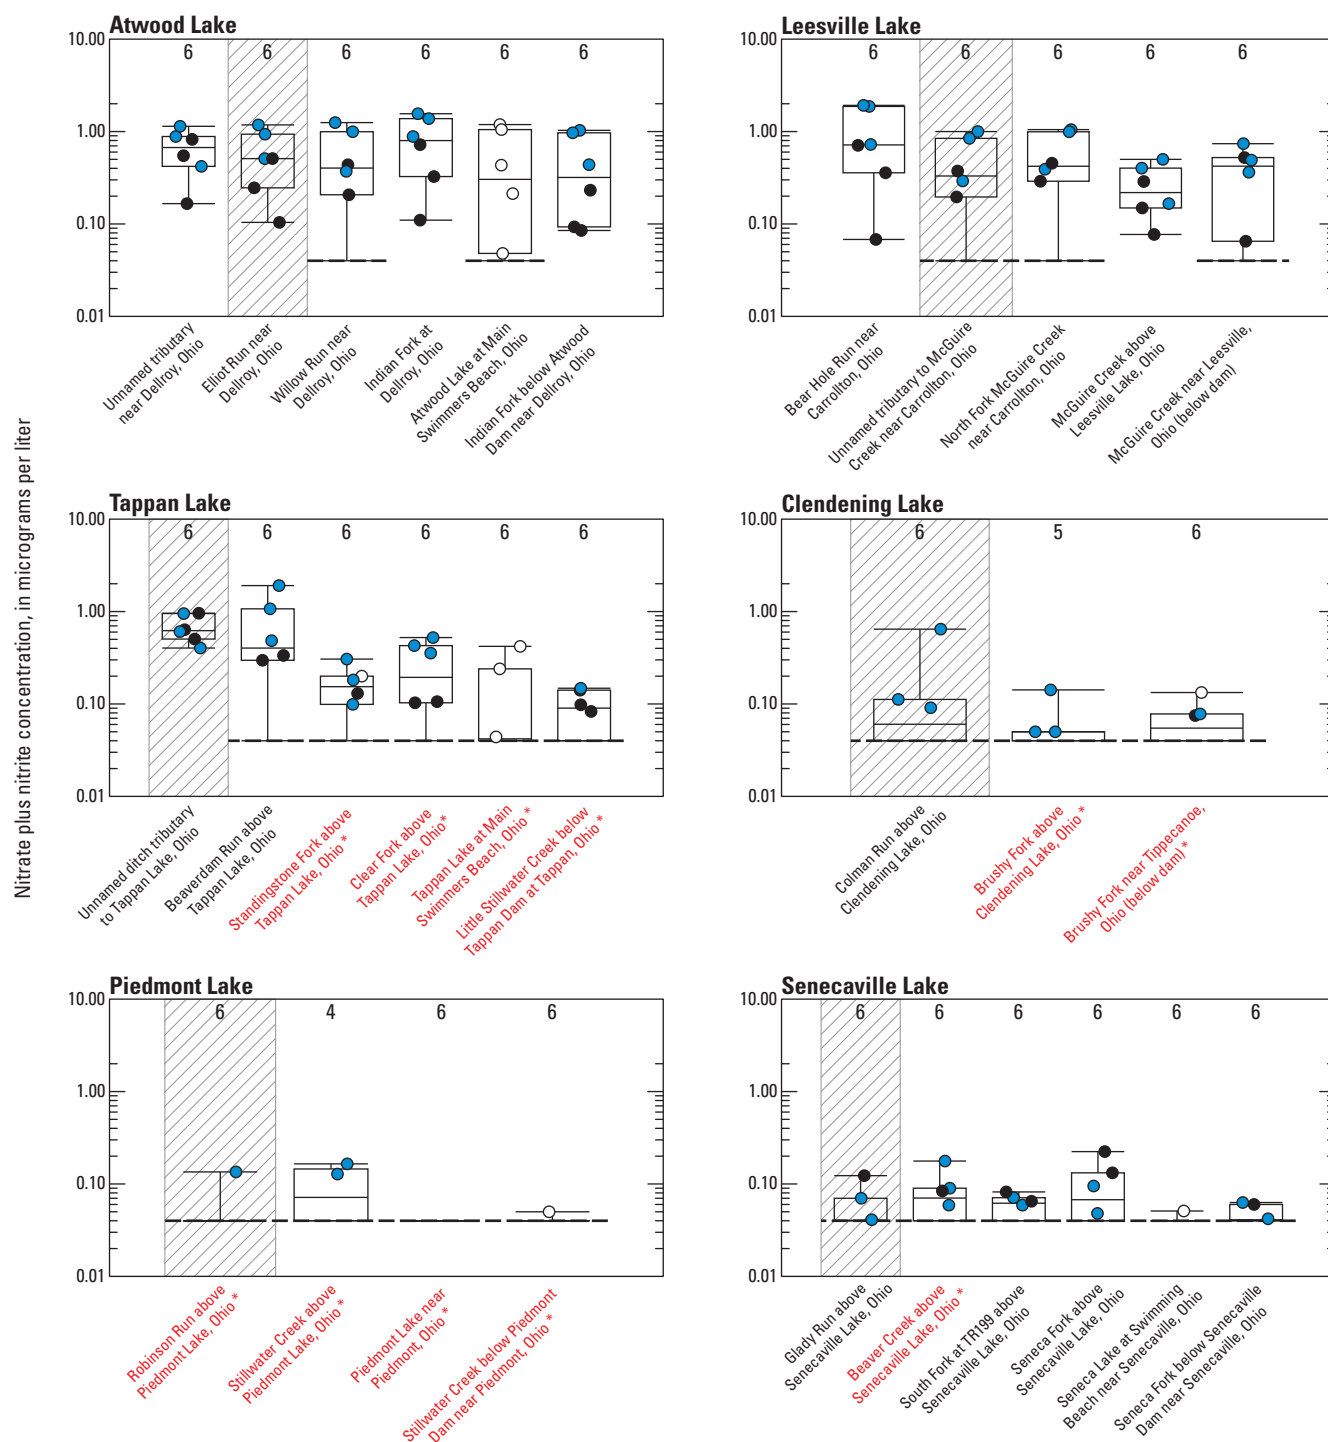 Nitrate plus nitrite concentration, in micrograms per liter
Atwood Lake
10.00
1.00
0.10
0.01
6 6 6 6 6 6
Unnamed tributary
near Dellroy, Ohio
Elliot Run near
Dellroy, Ohio
Willow Run near
Dellroy, Ohio
Indian Fork at
Dellroy, Ohio
Atwood Lake at Main
Swimmers Beach, Ohio
Indian Fork below Atwood
Dam near Dellroy, Ohio
Leesville Lake
10.00
1.00
0.10
0.01
6 6 6 6 6
Bear Hole Run near
Carrollton, Ohio
Unnamed tributary to McGuire
Creek near Carrollton, Ohio
North Fork McGuire Creek
near Carrollton, Ohio
McGuire Creek above
Leesville Lake, Ohio
McGuire Creek near Leesville,
Ohio (below dam)
Tappan Lake
10.00
1.00
0.10
0.01
6 6 6 6 6 6
Unnamed ditch tributary
to Tappan Lake, Ohio
Beaverdam Run above
Tappan Lake, Ohio
Standingstone Fork above
Tappan Lake, Ohio *
Clear Fork above
Tappan Lake, Ohio *
Tappan Lake at Main
Swimmers Beach, Ohio *
Little Stillwater Creek below
Tappan Dam at Tappan, Ohio *
Clendening Lake
10.00
1.00
0.10
0.01
6 5 6
Colman Run above
Clendening Lake, Ohio
Brushy Fork above
Clendening Lake, Ohio *
Brushy Fork near Tippecanoe,
Ohio (below dam) *
Piedmont Lake
10.00
1.00
0.10
0.01
6 4 6 6
Robinson Run above
Piedmont Lake, Ohio *
Stillwater Creek above
Piedmont Lake, Ohio *
Piedmont Lake near
Piedmont, Ohio *
Stillwater Creek below Piedmont
Dam near Piedmont, Ohio *
Senecaville Lake
10.00
1.00
0.10
0.01
6 6 6 6 6 6
Glady Run above
Senecaville Lake, Ohio
Beaver Creek above
Senecaville Lake, Ohio *
South Fork at TR199 above
Senecaville Lake, Ohio
Seneca Fork above
Senecaville Lake, Ohio
Seneca Lake at Swimming
Beach near Senecaville, Ohio
Seneca Fork below Senecaville
Dam near Senecaville, Ohio